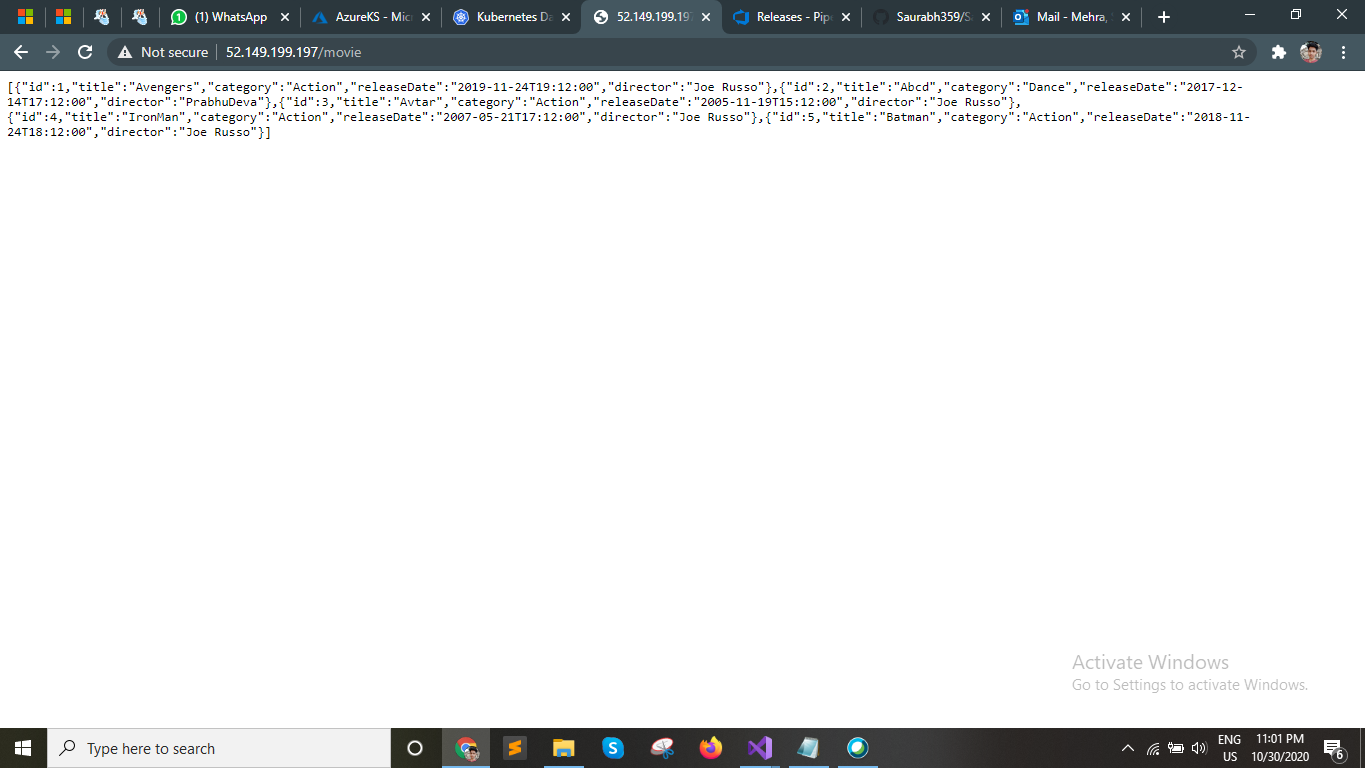 (1) WhatsApp
AzureKS - Mic
Kubernetes Da
52.149.199.197
Releases - Pip
Saurabh359/S
Mail - Mehra,
Not secure
52.149.199.197/movie
[{"id":1,"title":"Avengers","category":"Action","releaseDate":"2019-11-24T19:12:00","director":"Joe Russo"},{"id":2,"title":"Abcd","category":"Dance","releaseDate":"2017-12-
14T17:12:00","director":"PrabhuDeva"},{"id":3,"title":"Avtar","category":"Action","releaseDate":"2005-11-19T15:12:00","director":"Joe Russo"},
{"id":4,"title":"IronMan","category":"Action","releaseDate":"2007-05-21T17:12:00","director":"Joe Russo"},{"id":5,"title":"Batman","category":"Action","releaseDate":"2018-11-
24T18:12:00","director":"Joe Russo"}]
Activate Windows
Go to Settings to activate Windows.
Type here to search
ENG
US
11:01 PM
10/30/2020
6